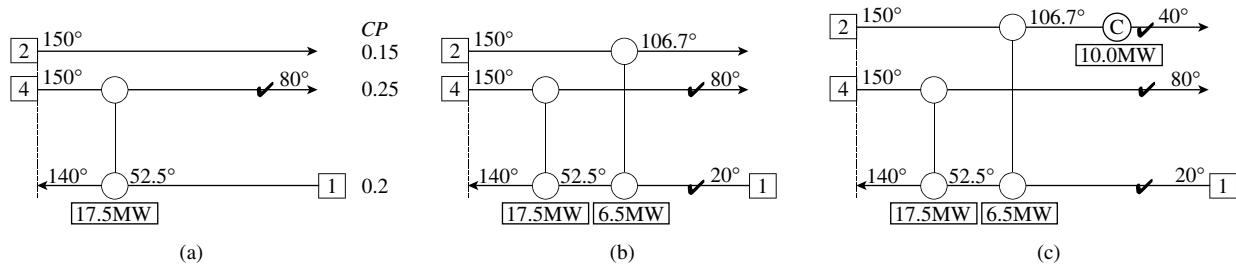 CP
2 150° 0.15
4 150° 80° 0.25
140° 52.5° 1 0.2
17.5MW
(a)
2 150° 106.7°
4 150° 80°
140° 52.5° 20° 1
17.5MW 6.5MW
(b)
2 150° 106.7° C 40°
10.0MW
4 150° 80°
140° 52.5° 20° 1
17.5MW 6.5MW
(c)